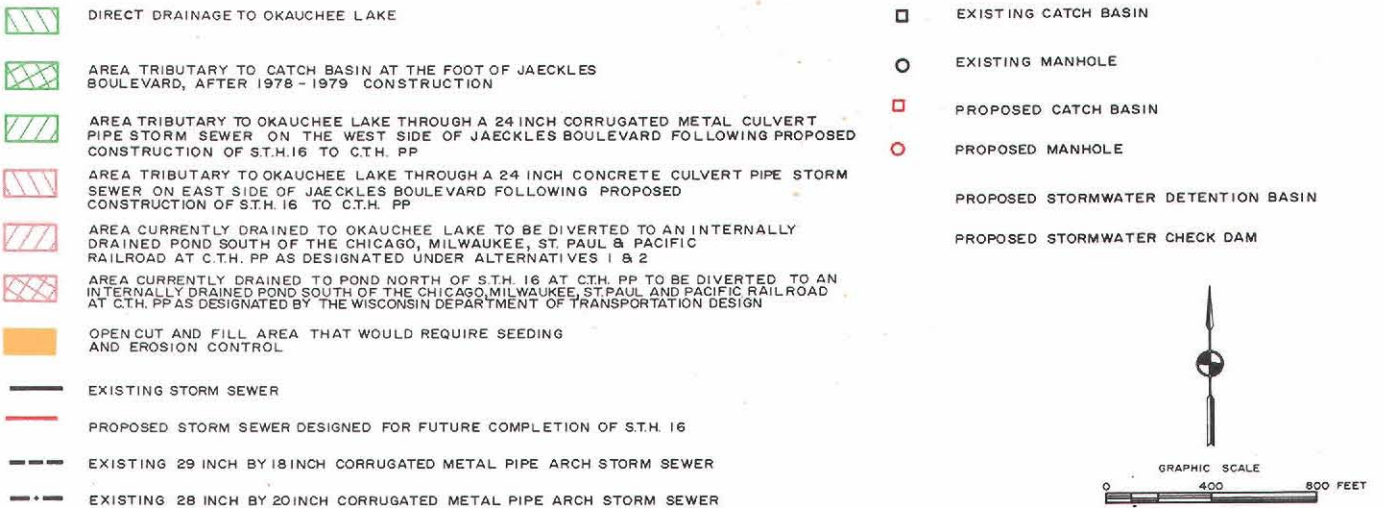 DIRECT DRAINAGE TO OKAUCHEE LAKE
AREA TRIBUTARY TO CATCH BASIN AT THE FOOT OF JAECKLES
BOULEVARD, AFTER 1978 - 1979 CONSTRUCTION
AREA TRIBUTARY TO OKAUCHEE LAKE THROUGH A 24 INCH CORRUGATED METAL CULVERT
PIPE STORM SEWER ON THE WEST SIDE OF JAECKLES BOULEVARD FOLLOWING PROPOSED
CONSTRUCTION OF S.T.H.16 TO C.T.H. PP
AREA TRIBUTARY TO OKAUCHEE LAKE THROUGH A 24 INCH CONCRETE CULVERT PIPE STORM
SEWER ON EAST SIDE OF JAECKLES BOULEVARD FOLLOWING PROPOSED
CONSTRUCTION OF S.T.H. 16 TO C.T.H. PP
AREA CURRENTLY DRAINED TO OKAUCHEE LAKE TO BE DIVERTED TO AN INTERNALLY
DRAINED POND SOUTH OF THE CHICAGO, MILWAUKEE, ST. PAUL & PACIFIC
RAILROAD AT C.T.H. PP AS DESIGNATED UNDER ALTERNATIVES 1 & 2
AREA CURRENTLY DRAINED TO POND NORTH OF S.T.H. 16 AT C.T.H. PP TO BE DIVERTED TO AN
INTERNALLY DRAINED POND SOUTH OF THE CHICAGO, MILWAUKEE, ST. PAUL AND PACIFIC RAILROAD
AT C.T.H. PP AS DESIGNATED BY THE WISCONSIN DEPARTMENT OF TRANSPORTATION DESIGN
OPEN CUT AND FILL AREA THAT WOULD REQUIRE SEEDING
AND EROSION CONTROL
EXISTING STORM SEWER
PROPOSED STORM SEWER DESIGNED FOR FUTURE COMPLETION OF S.T.H. 16
EXISTING 29 INCH BY 18 INCH CORRUGATED METAL PIPE ARCH STORM SEWER
EXISTING 28 INCH BY 20 INCH CORRUGATED METAL PIPE ARCH STORM SEWER
EXISTING CATCH BASIN
EXISTING MANHOLE
PROPOSED CATCH BASIN
PROPOSED MANHOLE
PROPOSED STORMWATER DETENTION BASIN
PROPOSED STORMWATER CHECK DAM
GRAPHIC SCALE
0 400 800 FEET